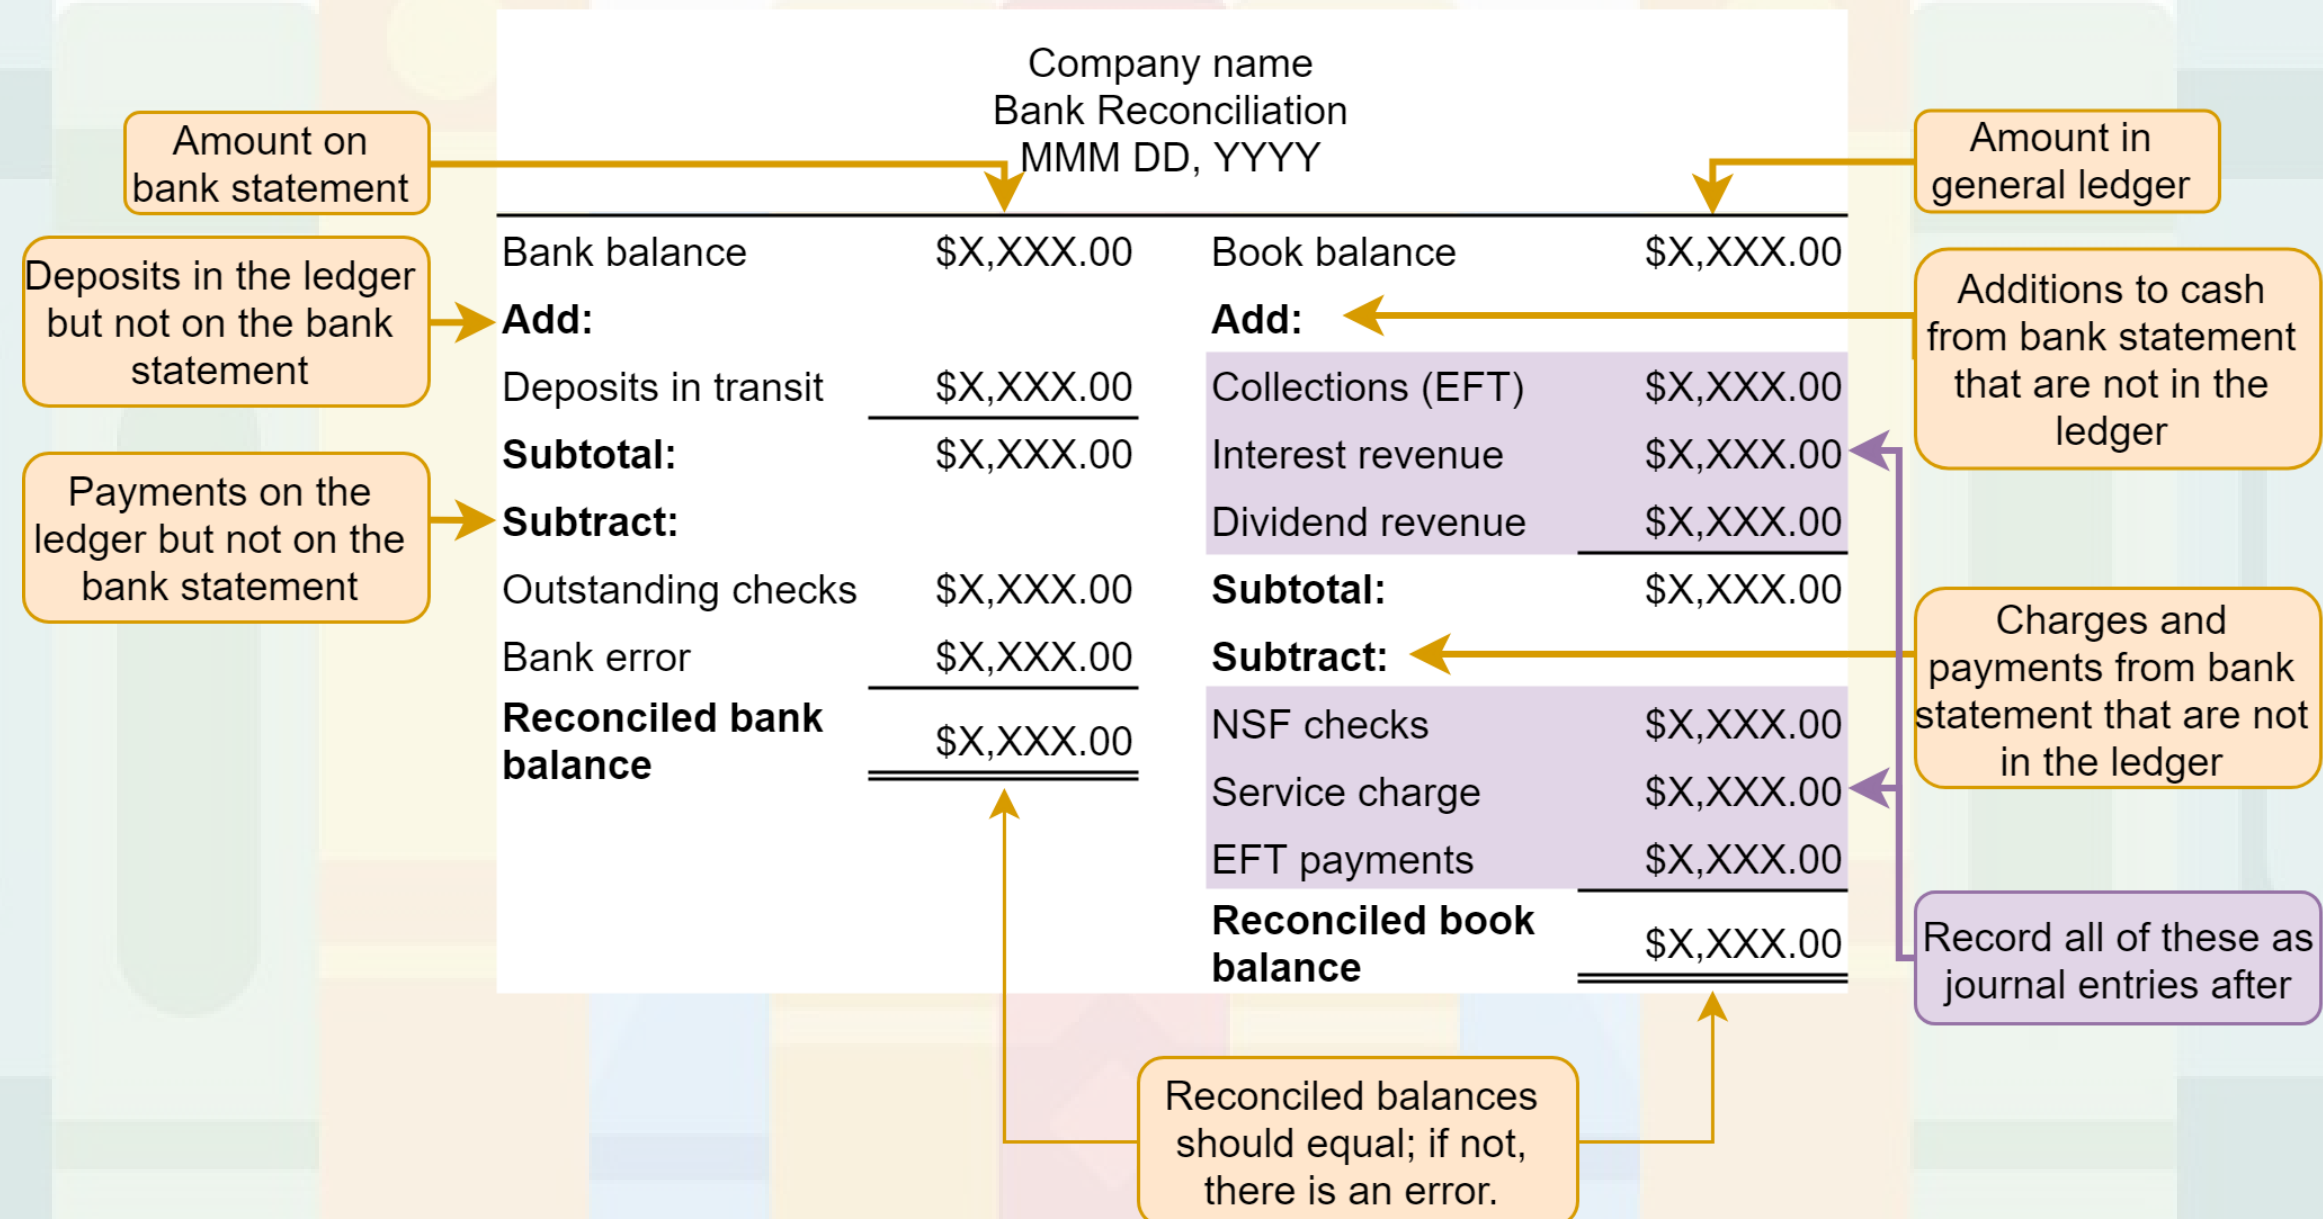 Company name
Bank Reconciliation
MMM DD, YYYY
Amount on
bank statement
Amount in
general ledger
Deposits in the ledger
but not on the bank
statement
Payments on the
ledger but not on the
bank statement
Bank balance $X,XXX.00
Add:
Deposits in transit $X,XXX.00
Subtotal: $X,XXX.00
Subtract:
Outstanding checks $X,XXX.00
Bank error $X,XXX.00
Reconciled bank
balance $X,XXX.00
Book balance $X,XXX.00
Add:
Collections (EFT) $X,XXX.00
Interest revenue $X,XXX.00
Dividend revenue $X,XXX.00
Subtotal: $X,XXX.00
Subtract:
NSF checks $X,XXX.00
Service charge $X,XXX.00
EFT payments $X,XXX.00
Reconciled book
balance $X,XXX.00
Additions to cash
from bank statement
that are not in the
ledger
Charges and
payments from bank
statement that are not
in the ledger
Record all of these as
journal entries after
Reconciled balances
should equal; if not,
there is an error.